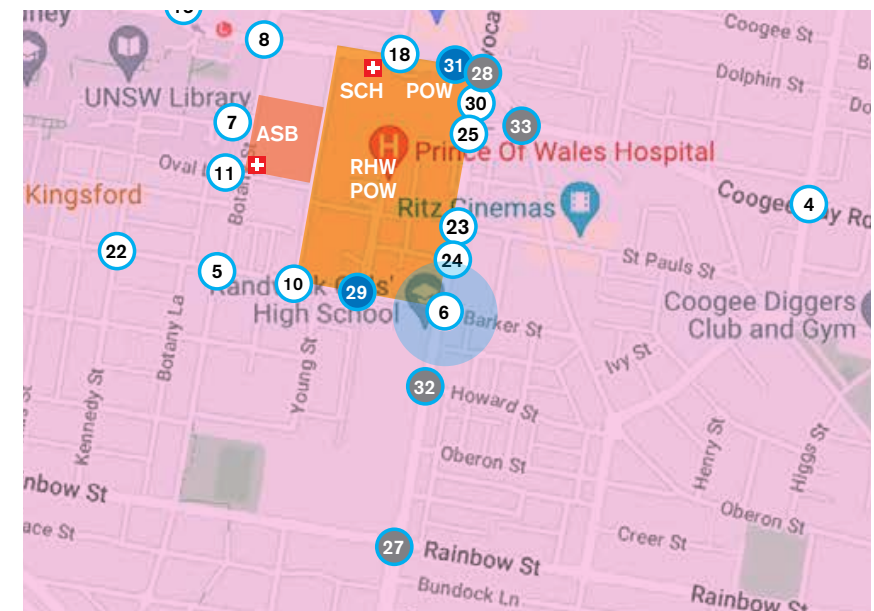 8
18
31
28
Coogee St
Dolphin St
UNSW Library
SCH
POW
30
7
ASB
25
33
H
Prince Of Wales Hospital
Oval
11
RHW
POW
Kingsford
Ritz Cinemas
4
23
22
5
24
St Pauls St
10
29
High School
6
Barker St
Coogee Diggers
Club and Gym
Botany La
Young St
Ivy St
32
Howard St
Kennedy St
Oberon St
Henry St
Higgs St
nbow St
Oberon St
ace St
27
Rainbow St
Creer St
Bundock Ln
Rainbow St